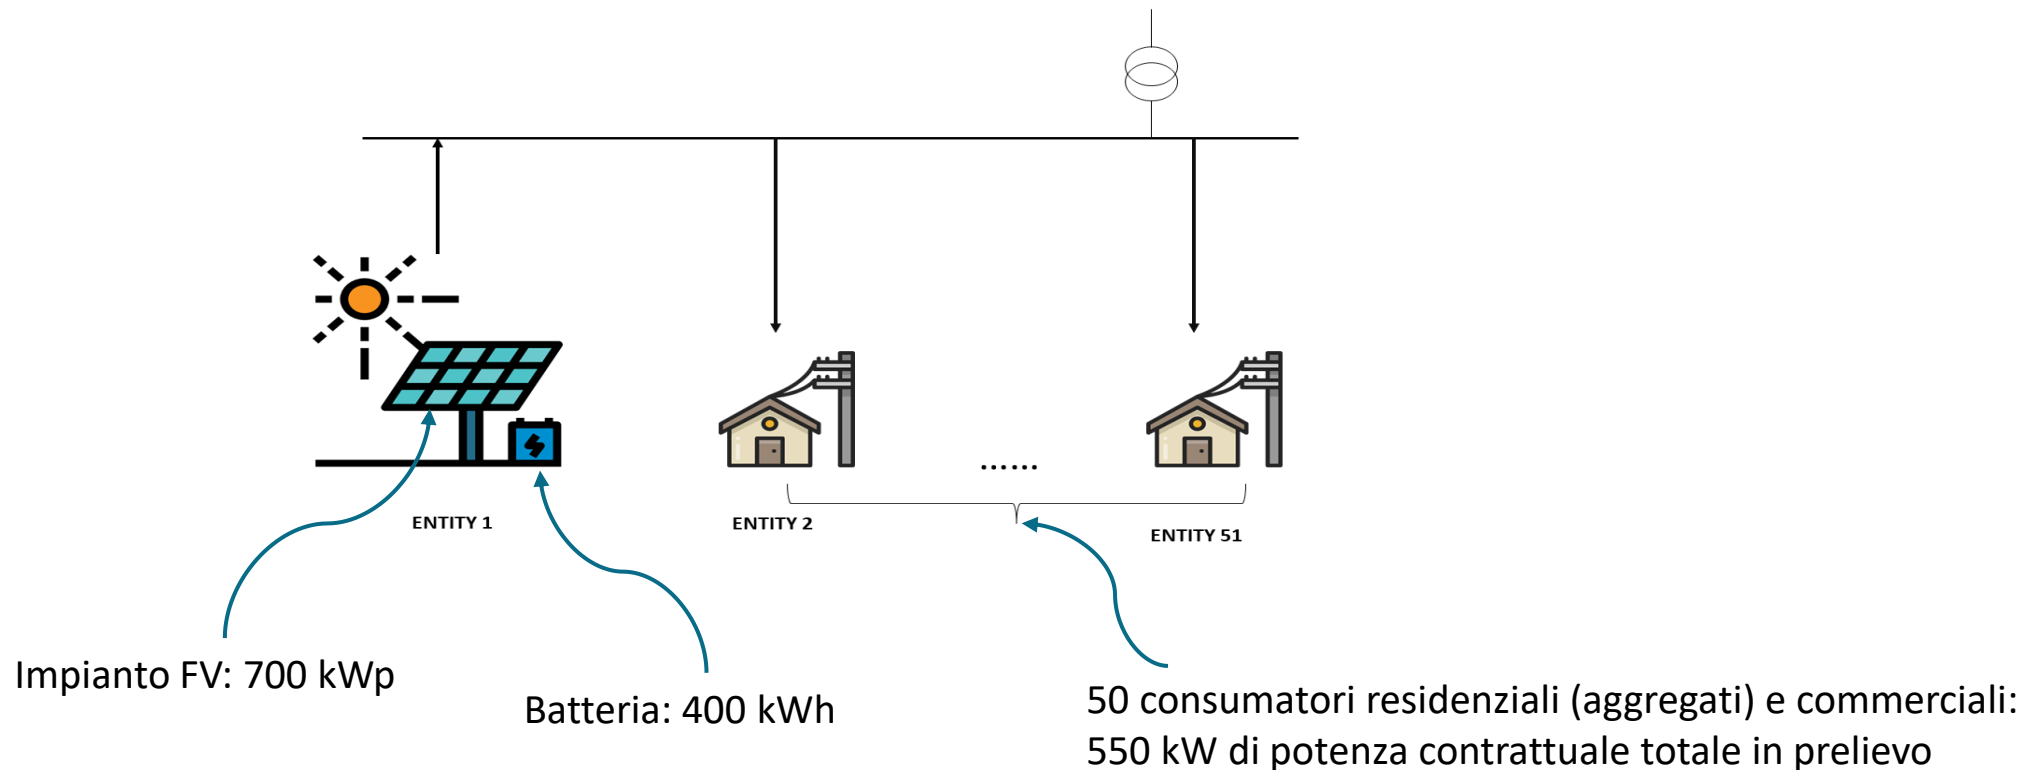 ......
ENTITY 1
ENTITY 2
ENTITY 51
Impianto FV: 700 kWp
Batteria: 400 kWh
50 consumatori residenziali (aggregati) e commerciali:
550 kW di potenza contrattuale totale in prelievo